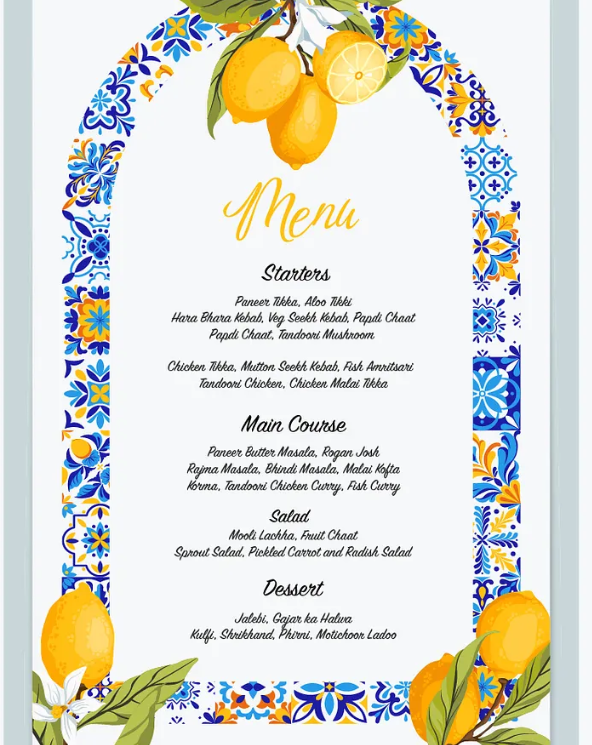 Menu
Starters
Paneer Tikka, Aloo Tikki
Hara Bhara Kebab, Veg Seekh Kebab, Papdi Chaat
Papdi Chaat, Tandoori Mushroom
Chicken Tikka, Mutton Seekh Kebab, Fish Amritsari
Tandoori Chicken, Chicken Malai Tikka
Main Course
Paneer Butter Masala, Rogan Josh
Rajma Masala, Bhindi Masala, Malai Kofta
Korma, Tandoori Chicken Curry, Fish Curry
Salad
Mooli Lachha, Fruit Chaat
Sprout Salad, Pickled Carrot and Radish Salad
Dessert
Jalebi, Gajar ka Halwa
Kulfi, Shrikhand, Phirni, Motichoor Ladoo